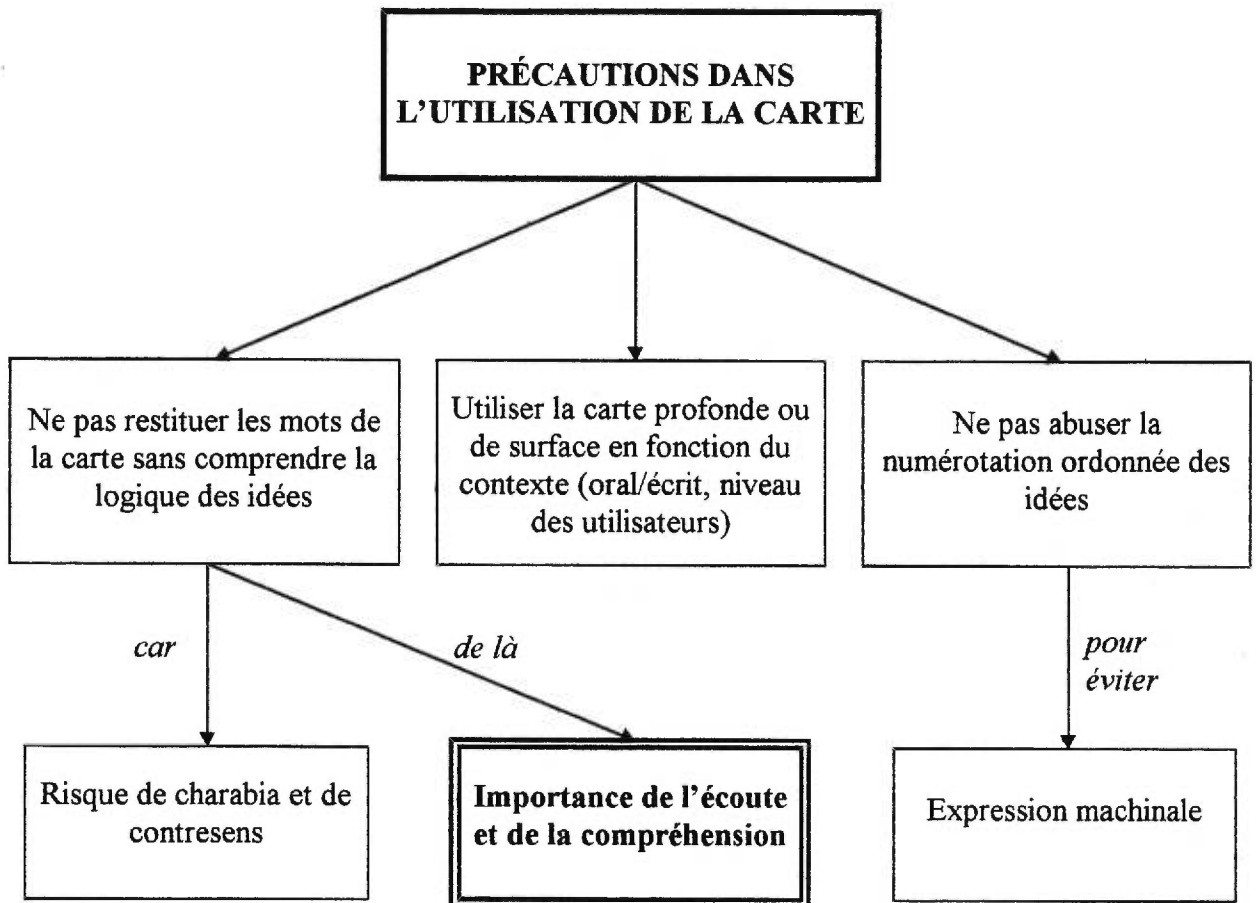 PRÉCAUTIONS DANS
L'UTILISATION DE LA CARTE
Ne pas restituer les mots de
la carte sans comprendre la
logique des idées
Utiliser la carte profonde ou
de surface en fonction du
contexte (oral/écrit, niveau
des utilisateurs)
Ne pas abuser la
numérotation ordonnée des
idées
car
de là
pour
éviter
Risque de charabia et de
contresens
Importance de l'écoute
et de la compréhension
Expression machinale